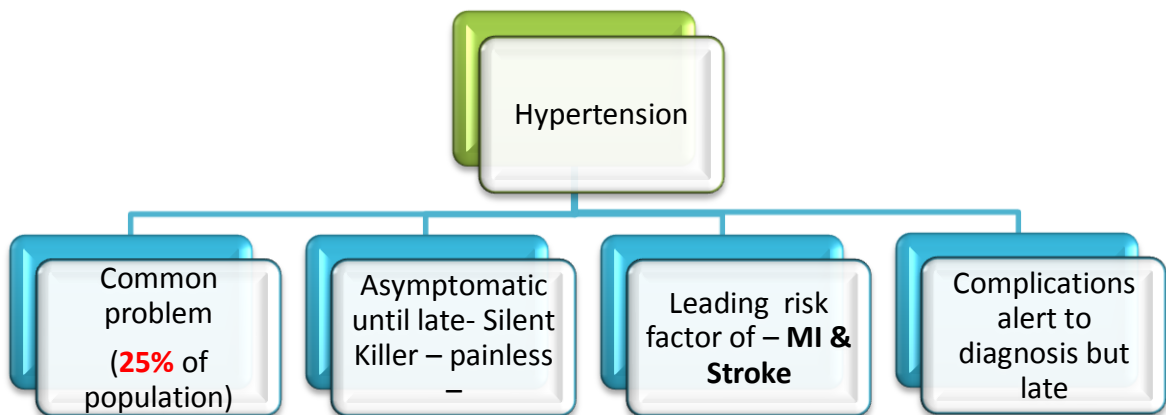 Hypertension
Common
problem
(25% of
population)
Asymptomatic
until late- Silent
Killer – painless
–
Leading risk
factor of – MI &
Stroke
Complications
alert to
diagnosis but
late